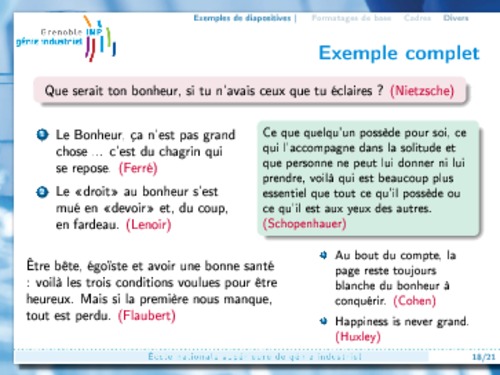 Exemples de diapositives | Formatages de base Cadres Divers
Grenoble INP
génie industriel
Exemple complet
Que serait ton bonheur, si tu n'avais ceux que tu éclaires ? (Nietzsche)
1 Le Bonheur, ça n'est pas grand
chose ... c'est du chagrin qui
se repose. (Ferré)
2 Le «droit» au bonheur s'est
mué en «devoir» et, du coup,
en fardeau. (Lenoir)
Ce que quelqu'un possède pour soi, ce
qui l'accompagne dans la solitude et
que personne ne peut lui donner ni lui
prendre, voilà qui est beaucoup plus
essentiel que tout ce qu'il possède ou
ce qu'il est aux yeux des autres.
(Schopenhauer)
Être bête, égoïste et avoir une bonne santé
: voilà les trois conditions voulues pour être
heureux. Mais si la première nous manque,
tout est perdu. (Flaubert)
Au bout du compte, la
page reste toujours
blanche du bonheur à
conquérir. (Cohen)
Happiness is never grand.
(Huxley)
École nationale supérieure de génie industriel
18/21